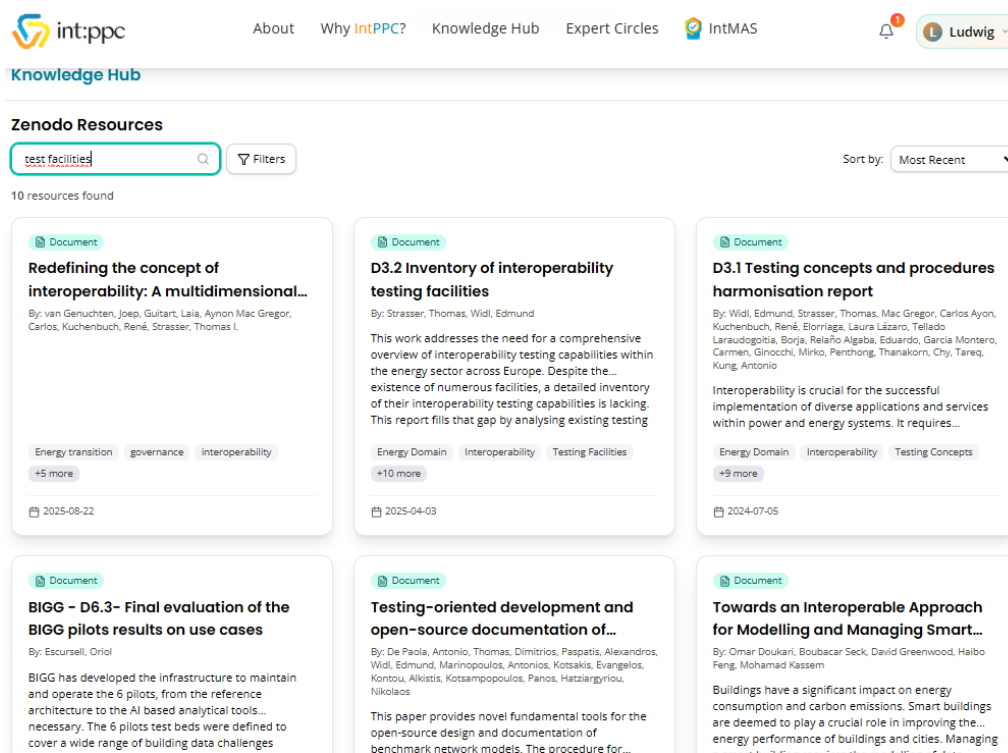 int:ppc
About
Why IntPPC?
Knowledge Hub
Expert Circles
IntMAS
1
L
Ludwig
Knowledge Hub
Zenodo Resources
test facilities
Filters
Sort by:
Most Recent
10 resources found
Document
Redefining the concept of
interoperability: A multidimensional...
By: van Genuchten, Joep, Guitart, Laia, Aynon Mac Gregor,
Carlos, Kuchenbuch, René, Strasser, Thomas I.
Energy transition
governance
interoperability
+5 more
2025-08-22
Document
D3.2 Inventory of interoperability
testing facilities
By: Strasser, Thomas, Widl, Edmund
This work addresses the need for a comprehensive
overview of interoperability testing capabilities within
the energy sector across Europe. Despite the...
existence of numerous facilities, a detailed inventory
of their interoperability testing capabilities is lacking.
This report fills that gap by analysing existing testing
Energy Domain
Interoperability
Testing Facilities
+10 more
2025-04-03
Document
D3.1 Testing concepts and procedures
harmonisation report
By: Widl, Edmund, Strasser, Thomas, Mac Gregor, Carlos Ayon,
Kuchenbuch, René, Elorriaga, Laura Lázaro, Tellado
Laraudogoitia, Borja, Relaño Algaba, Eduardo, Garcia Montero,
Carmen, Ginocchi, Mirko, Penthong, Thanakorn, Chy, Tareq,
Kung, Antonio
Interoperability is crucial for the successful
implementation of diverse applications and services
within power and energy systems. It requires...
Energy Domain
Interoperability
Testing Concepts
+9 more
2024-07-05
Document
BIGG - D6.3- Final evaluation of the
BIGG pilots results on use cases
By: Escursell, Oriol
BIGG has developed the infrastructure to maintain
and operate the 6 pilots, from the reference
architecture to the AI based analytical tools...
necessary. The 6 pilots test beds were defined to
cover a wide range of building data challenges
Document
Testing-oriented development and
open-source documentation of...
By: De Paola, Antonio, Thomas, Dimitrios, Paspatis, Alexandros,
Widl, Edmund, Marinopoulos, Antonios, Kotsakis, Evangelos,
Kontou, Alkistis, Kotsampopoulos, Panos, Hatziargyriou,
Nikolaos
This paper provides novel fundamental tools for the
open-source design and documentation of
benchmark network models. The procedure for...
Document
Towards an Interoperable Approach
for Modelling and Managing Smart...
By: Omar Doukari, Boubacar Seck, David Greenwood, Haibo
Feng, Mohamad Kassem
Buildings have a significant impact on energy
consumption and carbon emissions. Smart buildings
are deemed to play a crucial role in improving the...
energy performance of buildings and cities. Managing